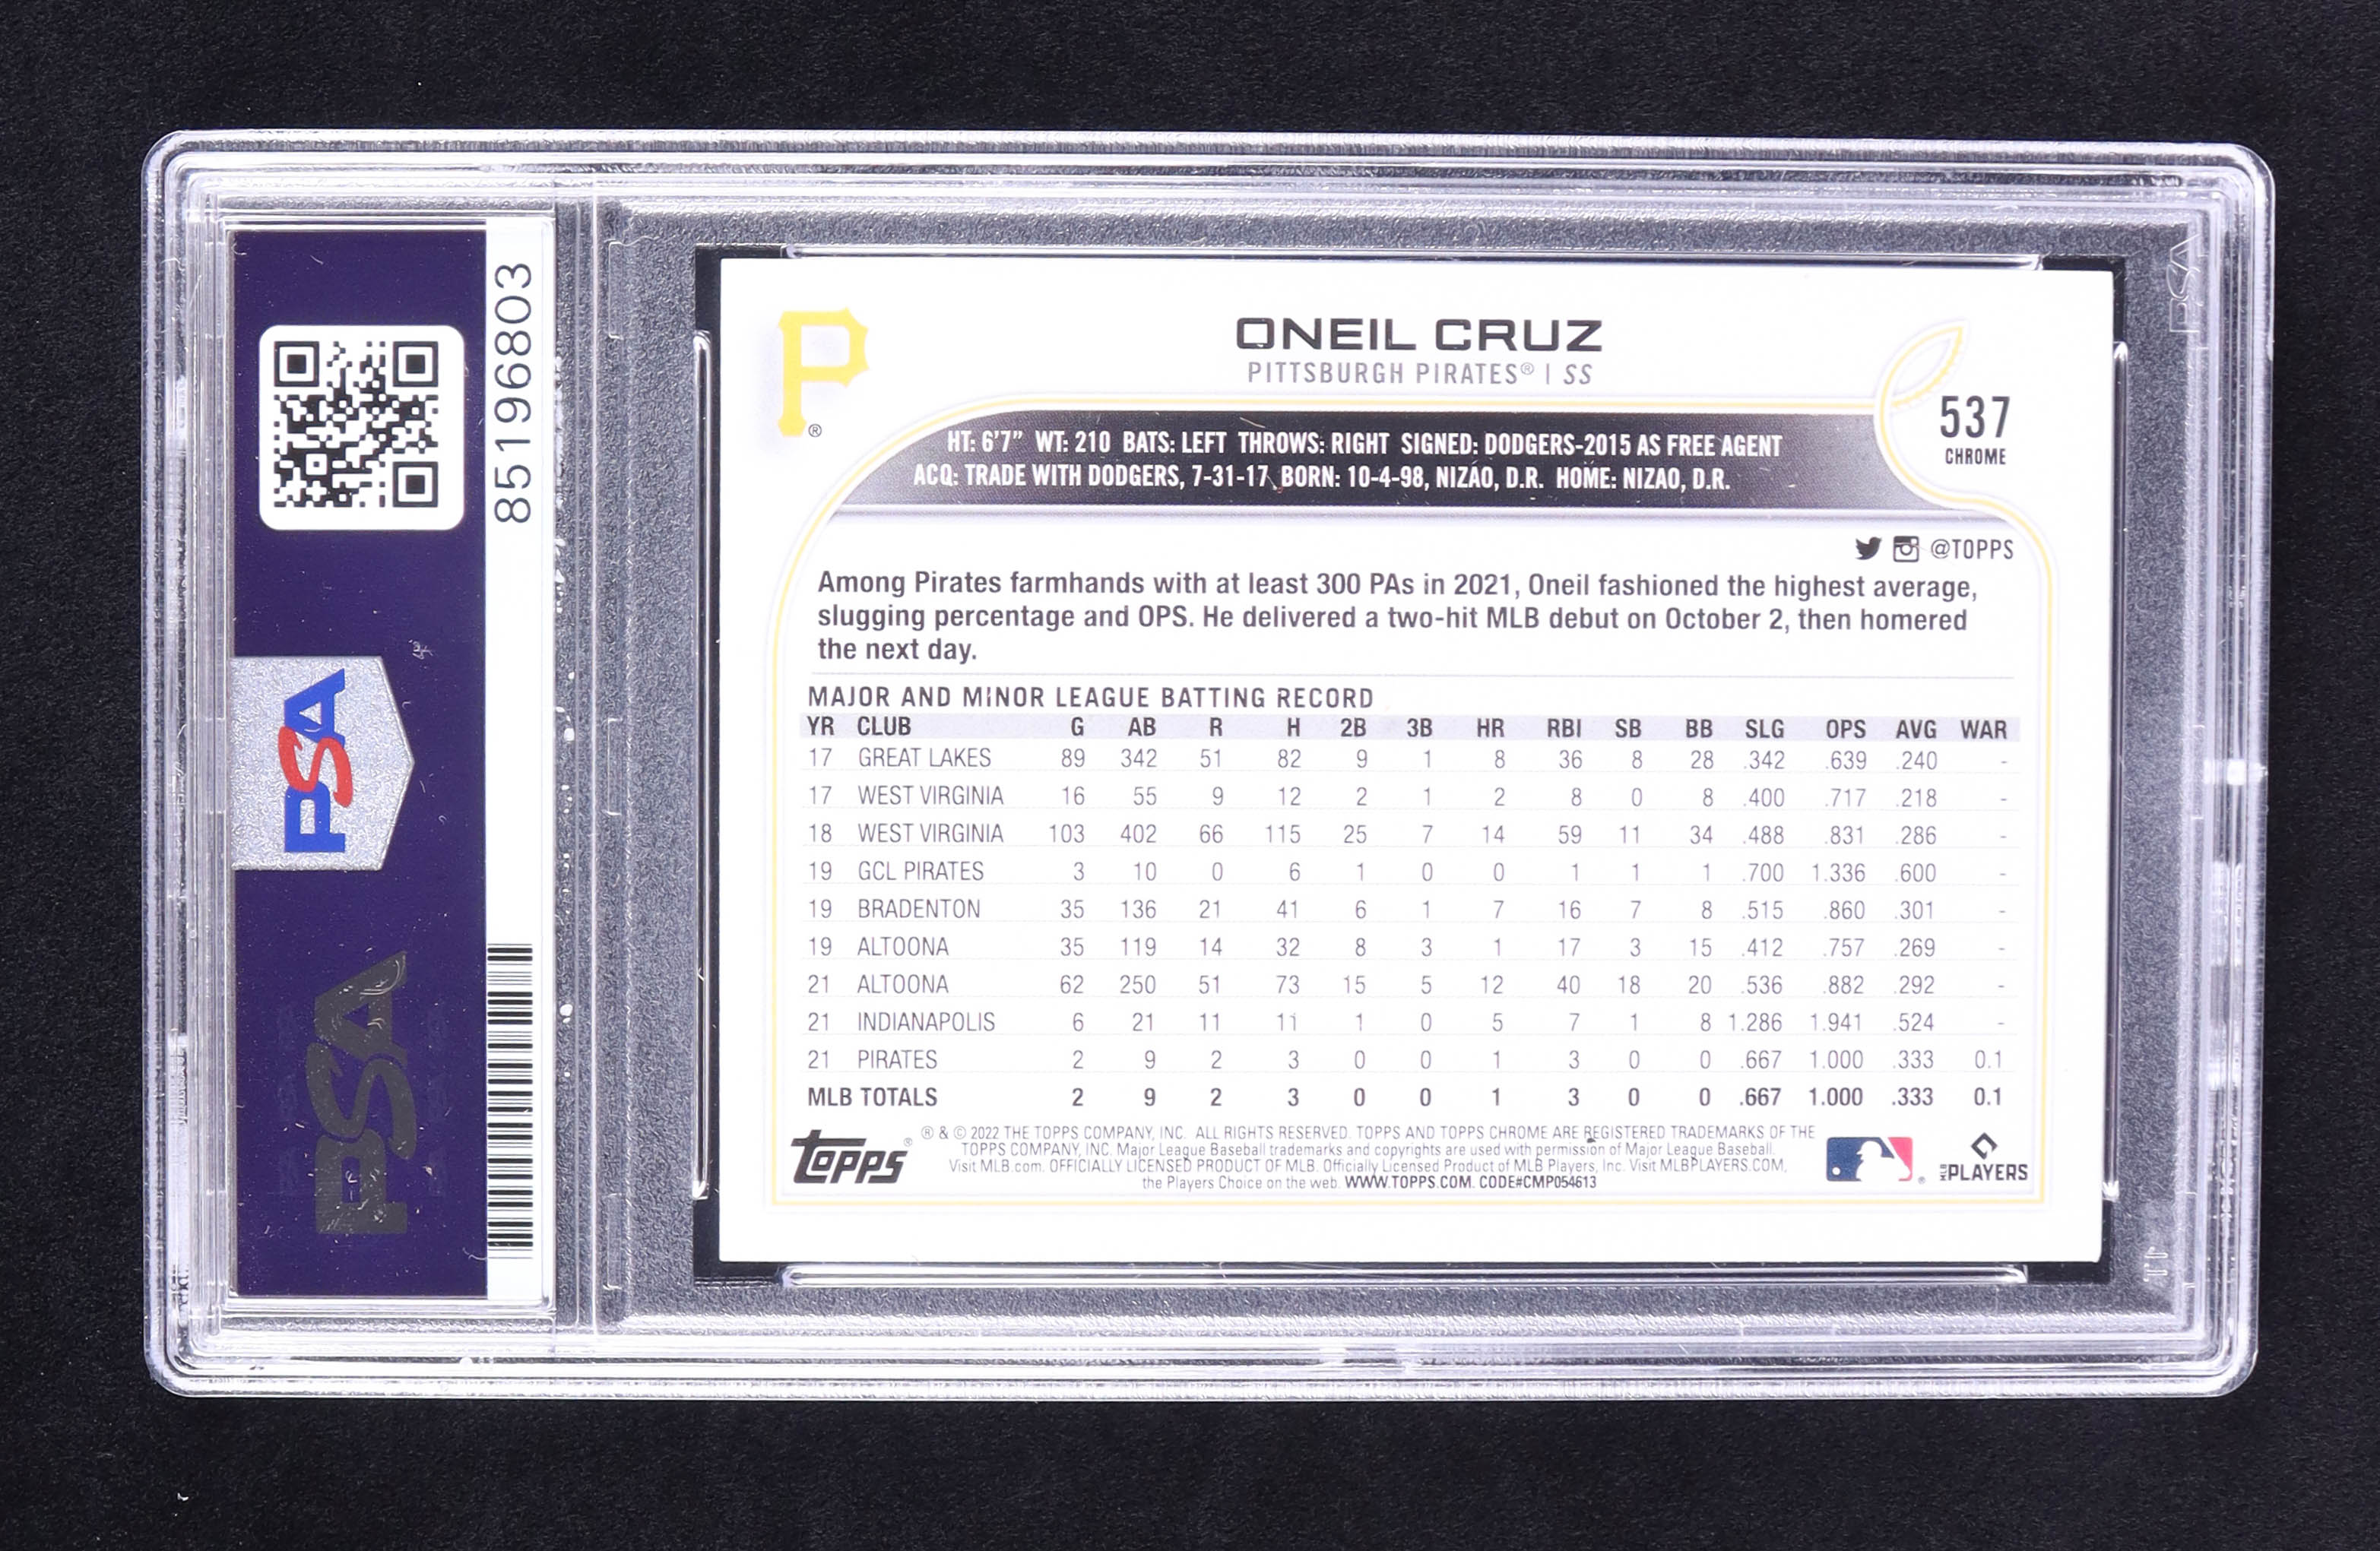 85196803
PSA
PSA
P®
ONEIL CRUZ
PITTSBURGH PIRATES® | SS
537
CHROME
HT: 6'7" WT: 210 BATS: LEFT THROWS: RIGHT SIGNED: DODGERS-2015 AS FREE AGENT
ACQ: TRADE WITH DODGERS, 7-31-17, BORN: 10-4-98, NIZAO, D.R. HOME: NIZAO, D.R.
@TOPPS
Among Pirates farmhands with at least 300 PAs in 2021, Oneil fashioned the highest average,
slugging percentage and OPS. He delivered a two-hit MLB debut on October 2, then homered
the next day.
MAJOR AND MINOR LEAGUE BATTING RECORD
YR CLUB G AB R H 2B 3B HR RBI SB BB SLG OPS AVG WAR
17 GREAT LAKES 89 342 51 82 9 1 8 36 8 28 .342 .639 .240 -
17 WEST VIRGINIA 16 55 9 12 2 1 2 8 0 8 .400 .717 .218 -
18 WEST VIRGINIA 103 402 66 115 25 7 14 59 11 34 .488 .831 .286 -
19 GCL PIRATES 3 10 0 6 1 0 0 1 1 1 .700 1.336 .600 -
19 BRADENTON 35 136 21 41 6 1 7 16 7 8 .515 .860 .301 -
19 ALTOONA 35 119 14 32 8 3 1 17 3 15 .412 .757 .269 -
21 ALTOONA 62 250 51 73 15 5 12 40 18 20 .536 .882 .292 -
21 INDIANAPOLIS 6 21 11 11 1 0 5 7 1 8 1.286 1.941 .524 -
21 PIRATES 2 9 2 3 0 0 1 3 0 0 .667 1.000 .333 0.1
MLB TOTALS 2 9 2 3 0 0 1 3 0 0 .667 1.000 .333 0.1
topps®
® & © 2022 THE TOPPS COMPANY, INC. ALL RIGHTS RESERVED. TOPPS AND TOPPS CHROME ARE REGISTERED TRADEMARKS OF THE
TOPPS COMPANY, INC. Major League Baseball trademarks and copyrights are used with permission of Major League Baseball.
Visit MLB.com. OFFICIALLY LICENSED PRODUCT OF MLB. Officially Licensed Product of MLB Players, Inc. Visit MLBPLAYERS.COM,
the Players Choice on the web. WWW.TOPPS.COM. CODE#CMP054613
MLB PLAYERS
PSA